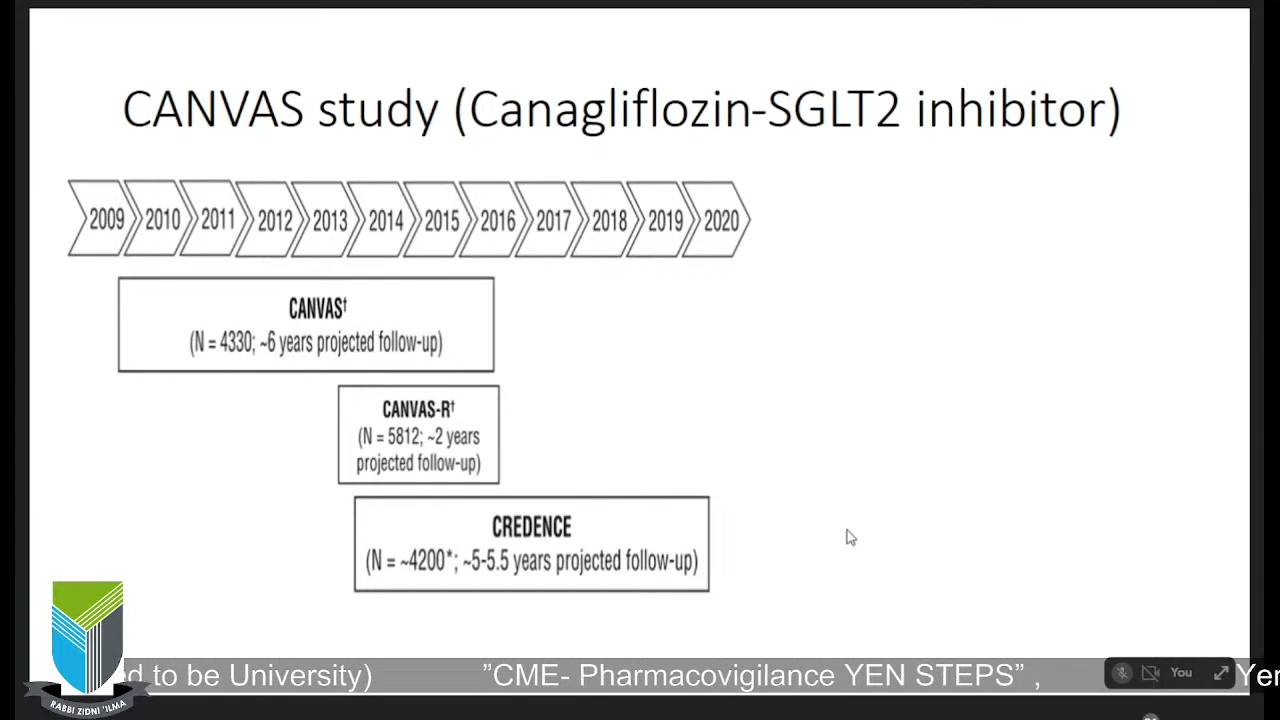 CANVAS study (Canagliflozin-SGLT2 inhibitor)
2009 2010 2011 2012 2013 2014 2015 2016 2017 2018 2019 2020
CANVAS†
(N = 4330; ~6 years projected follow-up)
CANVAS-R†
(N = 5812; ~2 years
projected follow-up)
CREDENCE
(N = ~4200*; ~5-5.5 years projected follow-up)
ed to be University) ”CME- Pharmacovigilance YEN STEPS” , Yen
You
RABBI ZIDNI 'ILMA